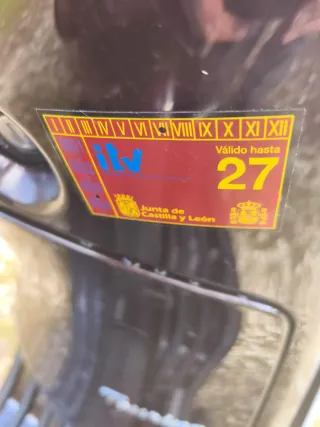 I II III IV V VI VII VIII IX X XI XII
itv
Válido hasta
27
Junta de
Castilla y León